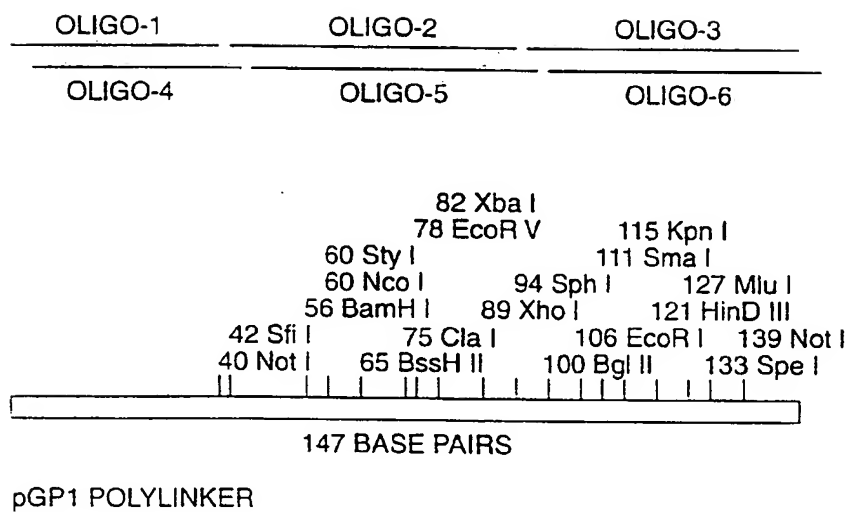 OLIGO-1 OLIGO-2 OLIGO-3
OLIGO-4 OLIGO-5 OLIGO-6
82 Xba I
78 EcoR V 115 Kpn I
60 Sty I 111 Sma I
60 Nco I 94 Sph I 127 Mlu I
56 BamH I 89 Xho I 121 HinD III
42 Sfi I 75 Cla I 106 EcoR I 139 Not I
40 Not I 65 BssH II 100 Bgl II 133 Spe I
147 BASE PAIRS
pGP1 POLYLINKER